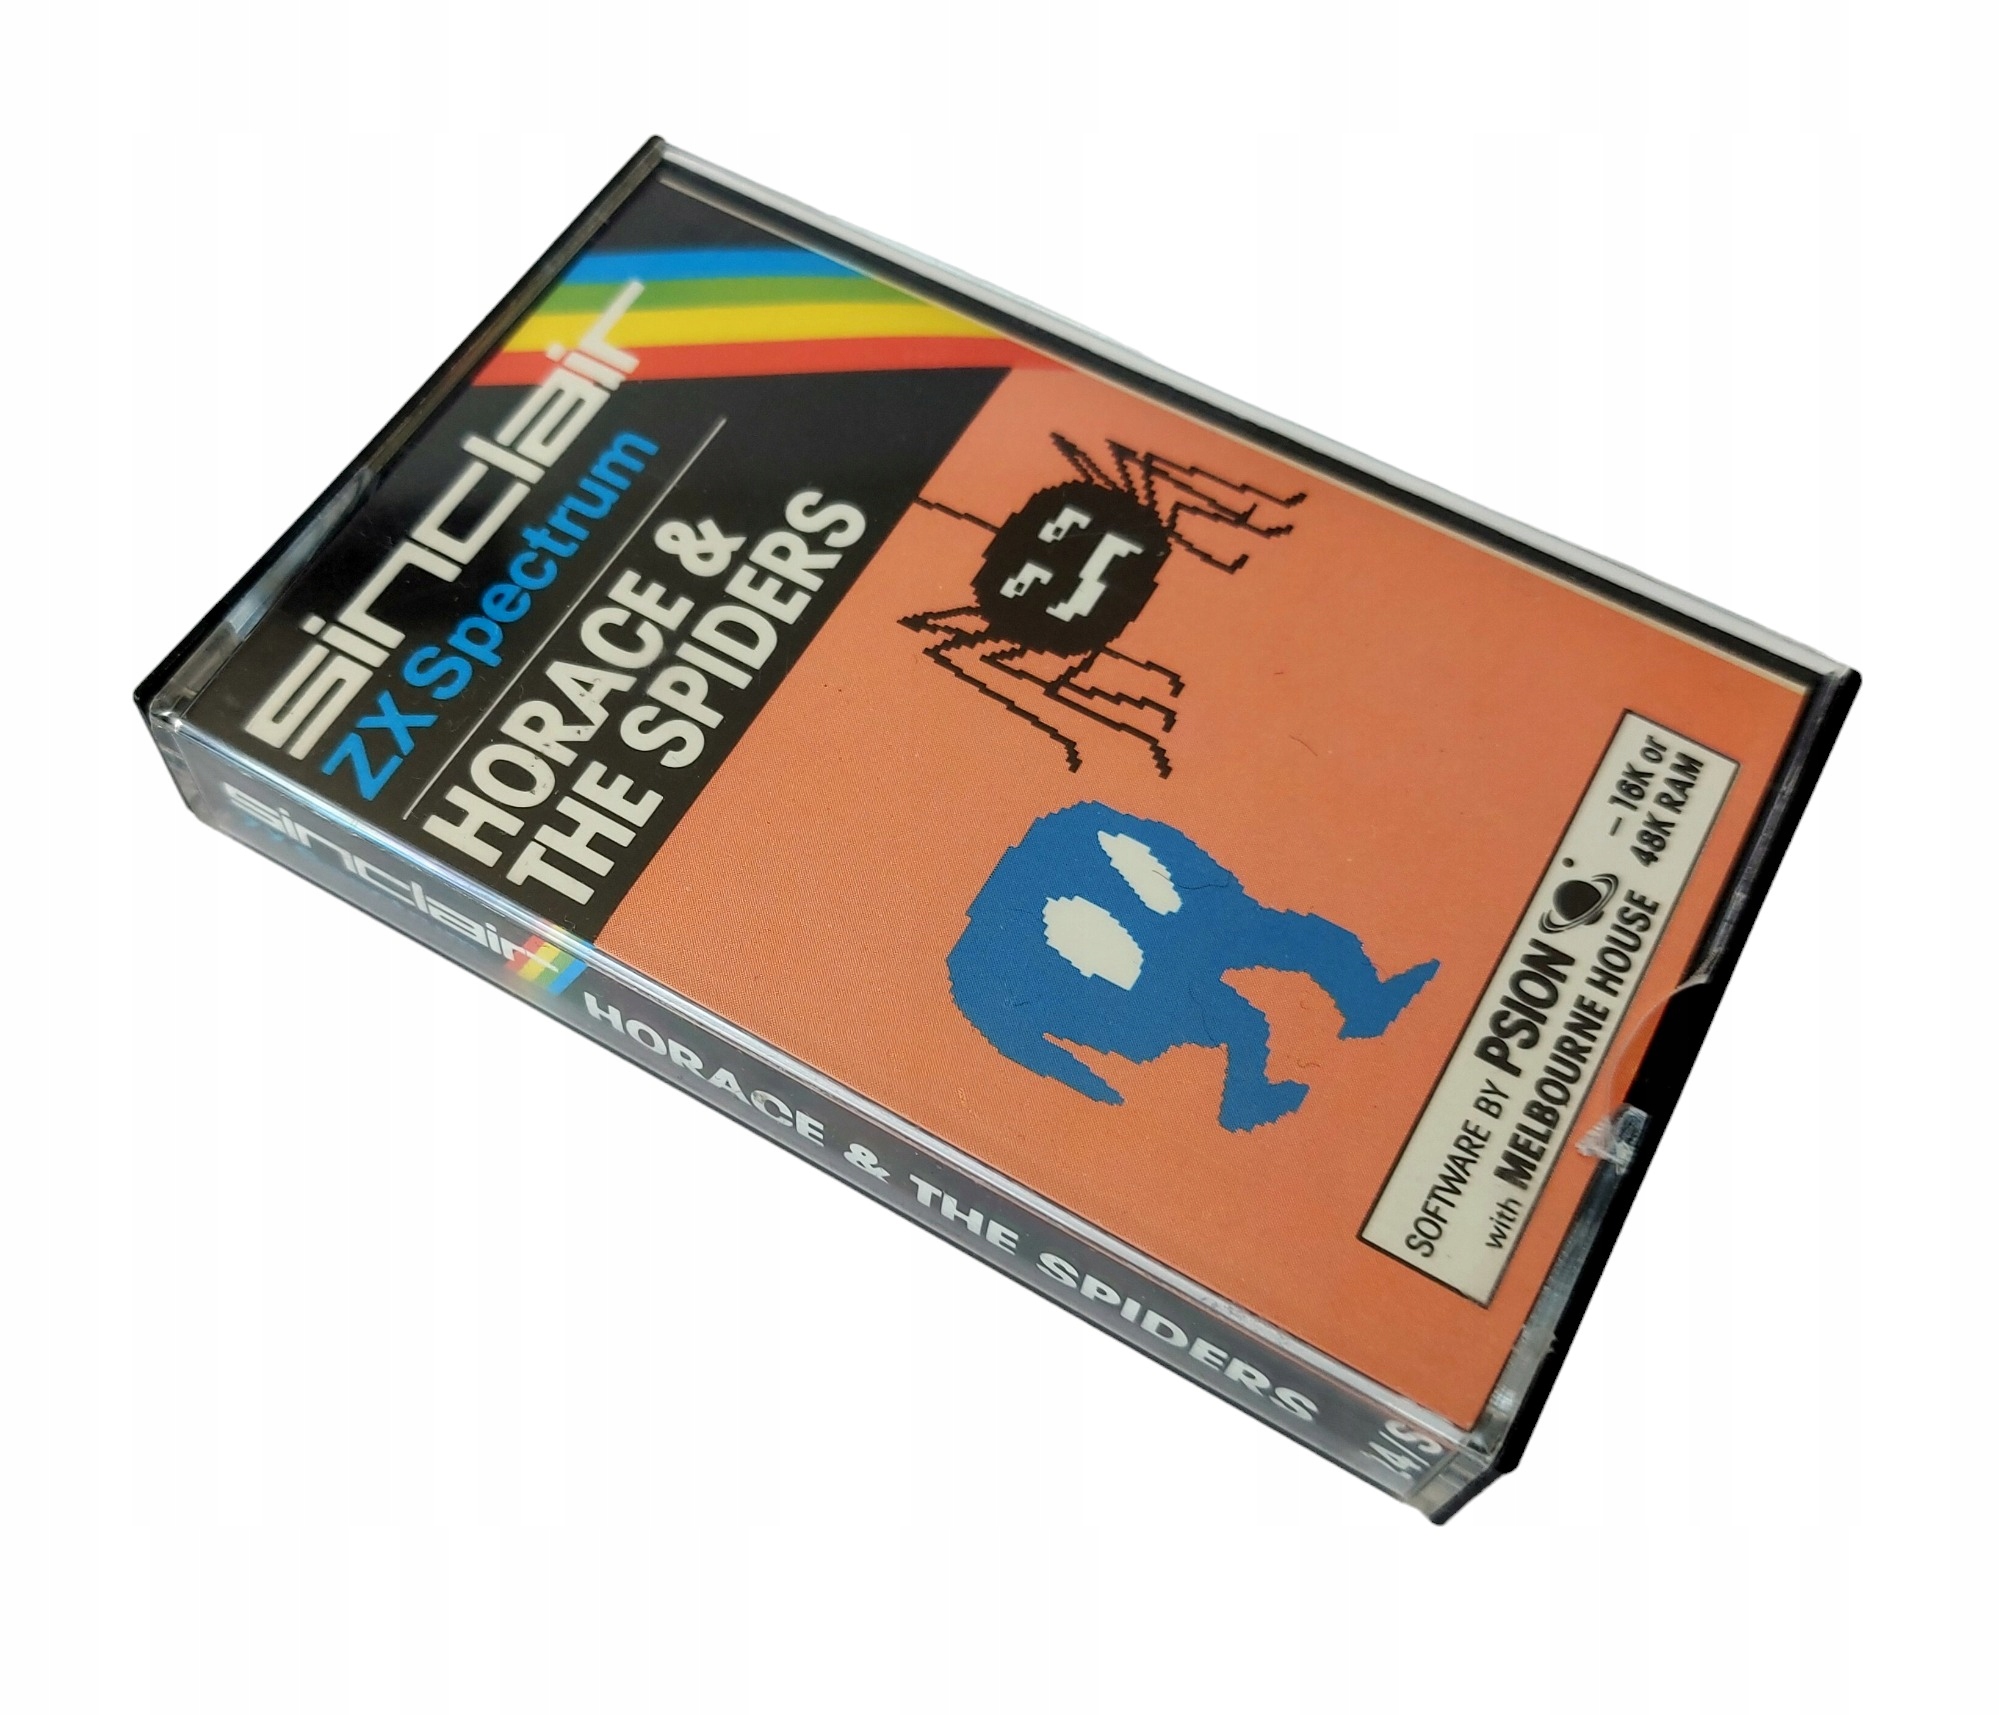 sinclair
ZX Spectrum
HORACE &
THE SPIDERS
SOFTWARE BY PSION – 16K or
with MELBOURNE HOUSE 48K RAM
sinclair HORACE & THE SPIDERS